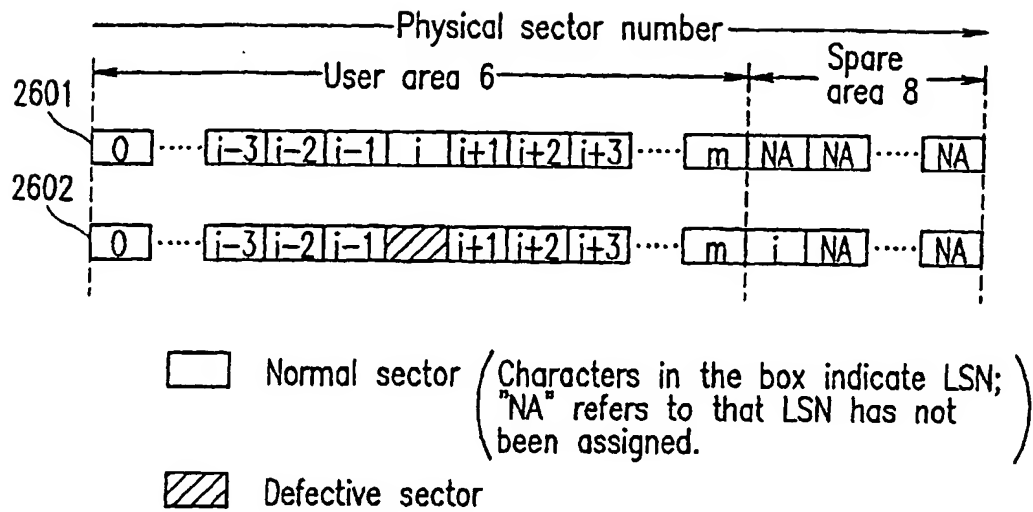 Physical sector number
User area 6
Spare area 8
2601
0 ..... i-3 i-2 i-1 i i+1 i+2 i+3 ..... m NA NA ..... NA
2602
0 ..... i-3 i-2 i-1 i+1 i+2 i+3 ..... m i NA ..... NA
Normal sector (Characters in the box indicate LSN;
"NA" refers to that LSN has not
been assigned.)
Defective sector